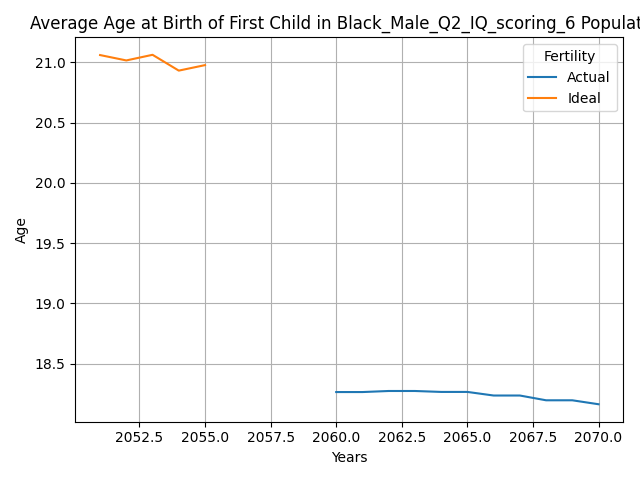 Average Age at Birth of First Child in Black_Male_Q2_IQ_scoring_6 Populat
Fertility
Actual
Ideal
21.0
20.5
20.0
19.5
19.0
18.5
Age
2052.5 2055.0 2057.5 2060.0 2062.5 2065.0 2067.5 2070.0
Years